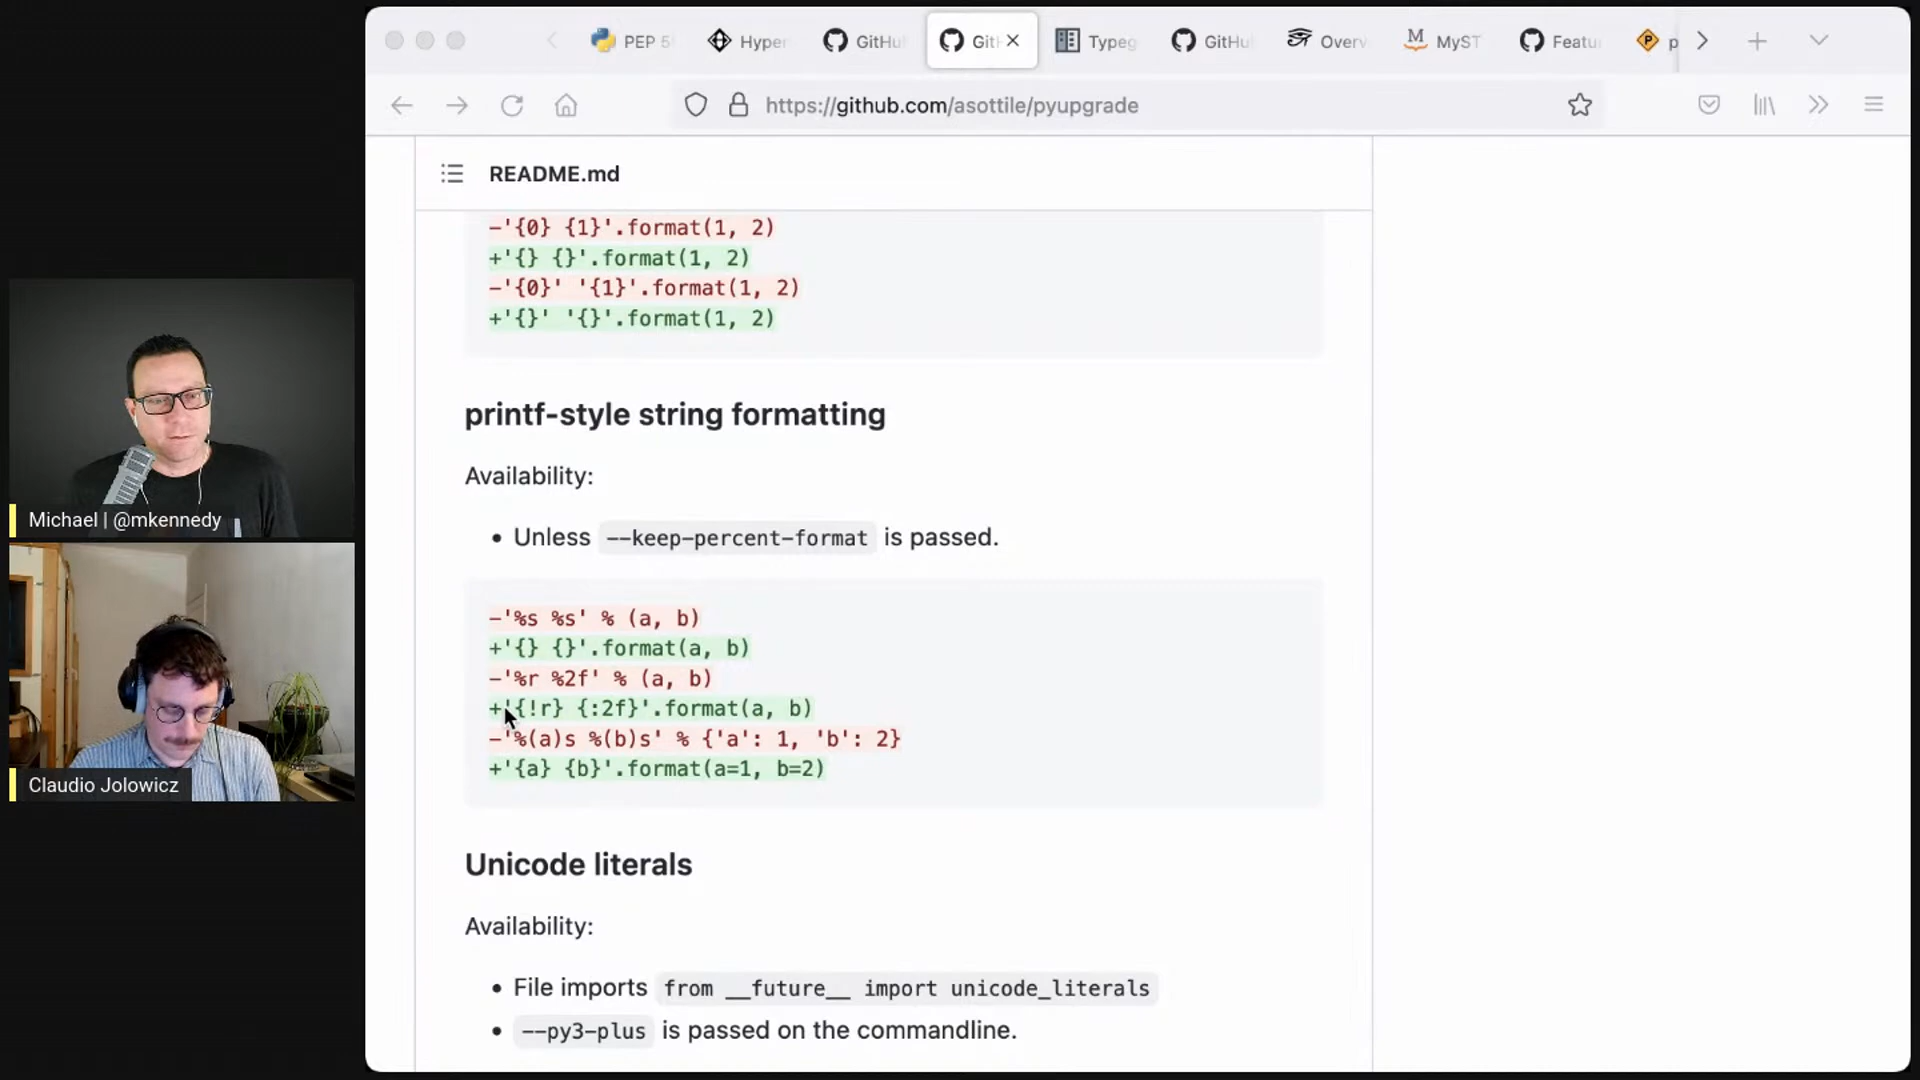 PEP 5
Hyper
GitHu
Git
Typeg
GitHu
Overv
MyST
Featu
p
https://github.com/asottile/pyupgrade
README.md
-'{0} {1}'.format(1, 2)
+'{} {}'.format(1, 2)
-'{0}' '{1}'.format(1, 2)
+'{}' '{}'.format(1, 2)
printf-style string formatting
Availability:
• Unless --keep-percent-format is passed.
-'%s %s' % (a, b)
+'{} {}'.format(a, b)
-'%r %2f' % (a, b)
+'{!r} {:2f}'.format(a, b)
-'%(a)s %(b)s' % {'a': 1, 'b': 2}
+'{a} {b}'.format(a=1, b=2)
Unicode literals
Availability:
• File imports from __future__ import unicode_literals
• --py3-plus is passed on the commandline.
Michael | @mkennedy
Claudio Jolowicz